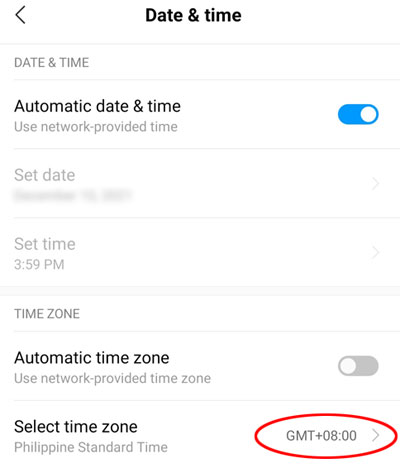 Date & time
DATE & TIME
Automatic date & time
Use network-provided time
Set date
Set time
3:59 PM
TIME ZONE
Automatic time zone
Use network-provided time zone
Select time zone
GMT+08:00
Philippine Standard Time